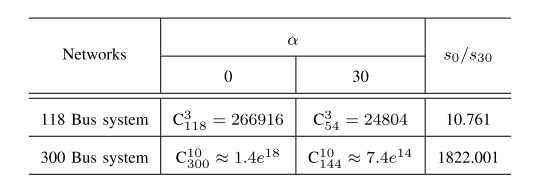 Networks α s₀/s₃₀
0 30
118 Bus system C³₁₁₈ = 266916 C³₅₄ = 24804 10.761
300 Bus system C¹⁰₃₀₀ ≈ 1.4e¹⁸ C¹⁰₁₄₄ ≈ 7.4e¹⁴ 1822.001